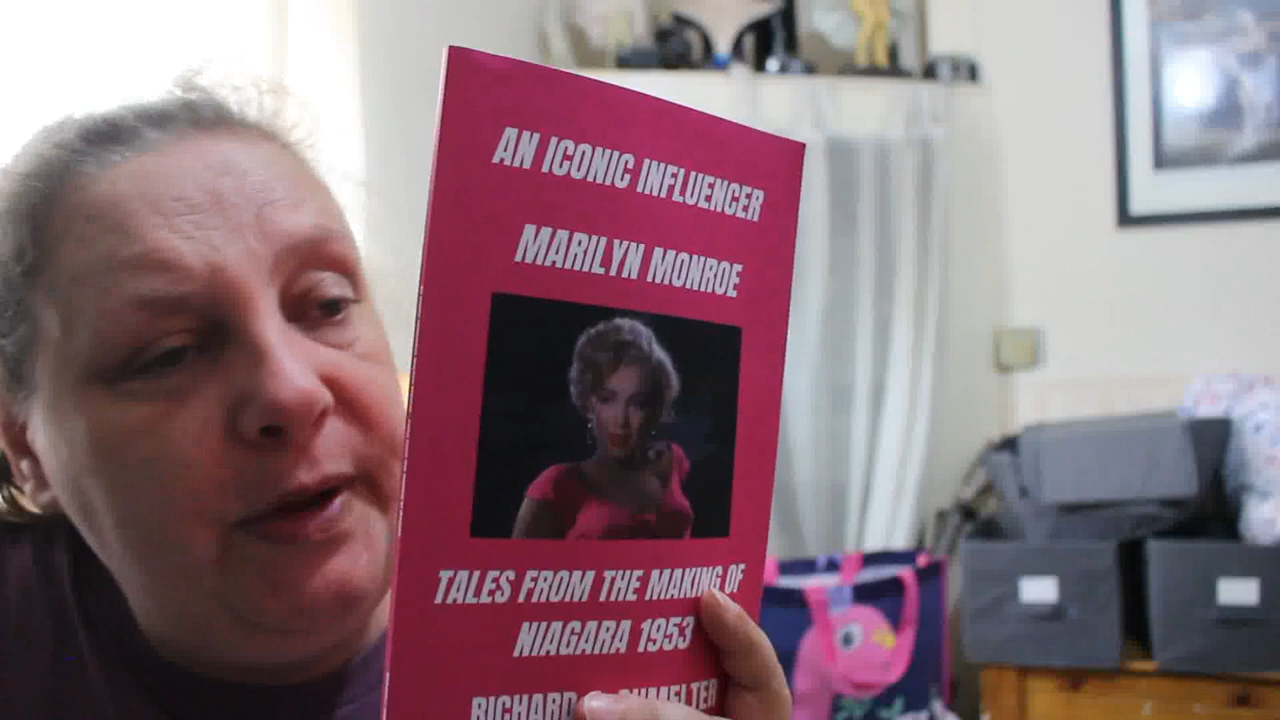 AN ICONIC INFLUENCER
MARILYN MONROE
TALES FROM THE MAKING OF
NIAGARA 1953
RICHARD